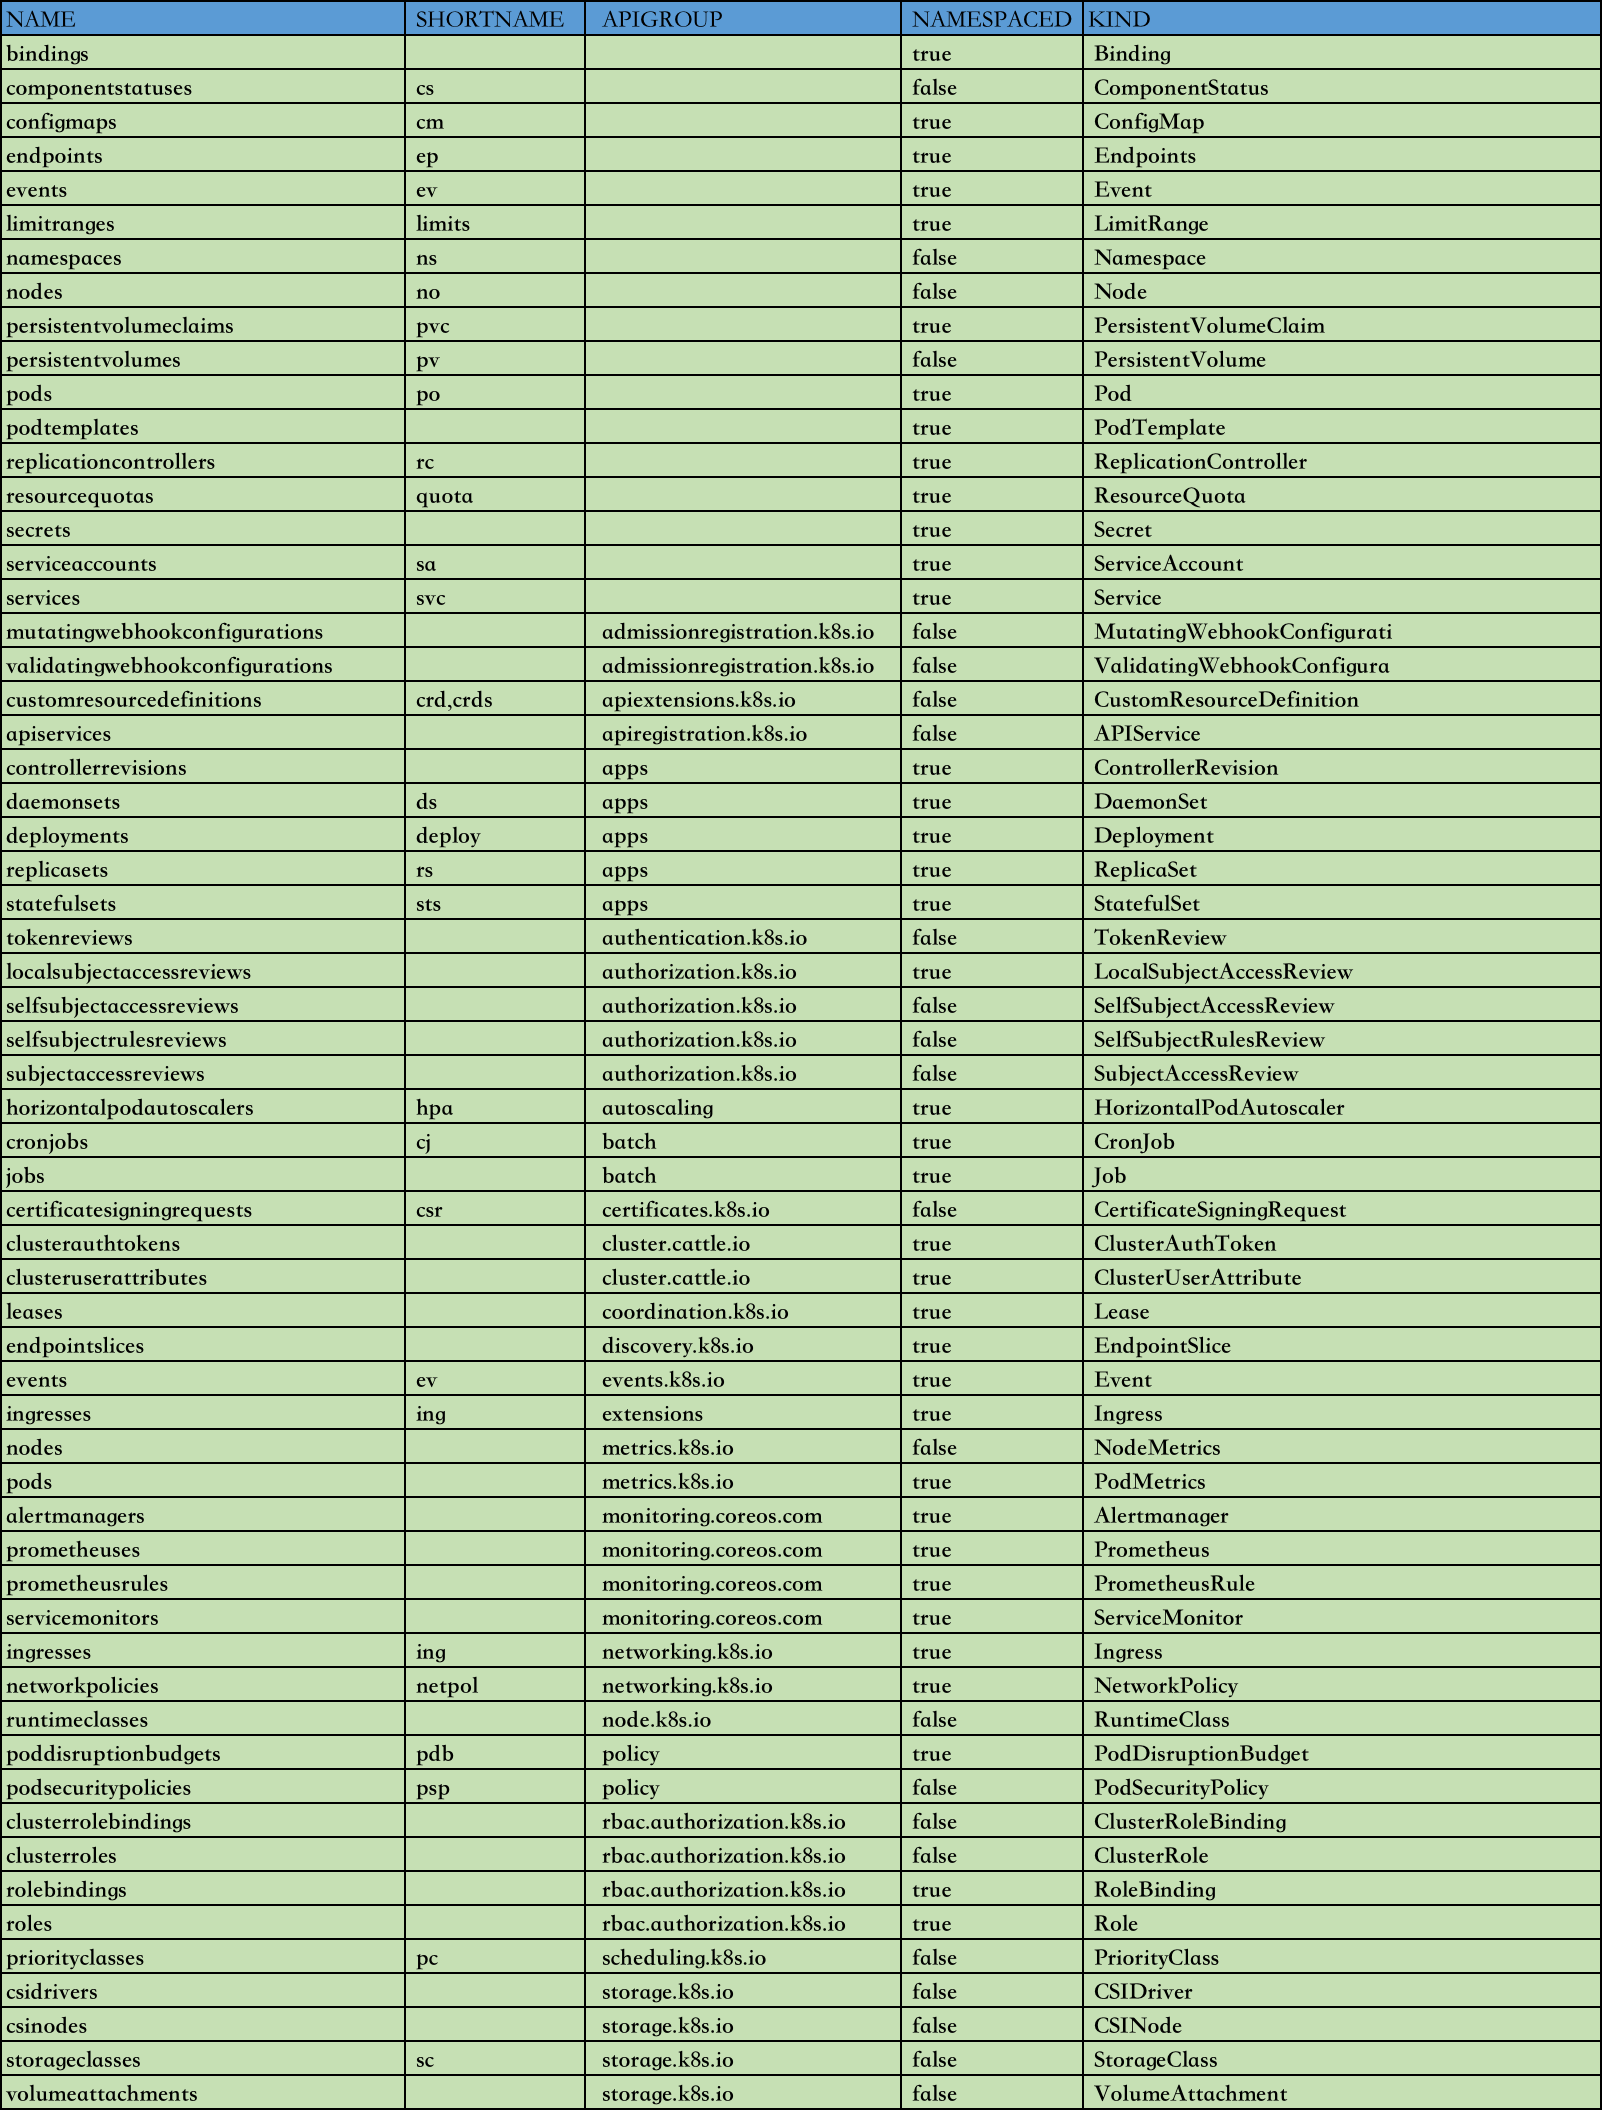 NAME SHORTNAME APIGROUP NAMESPACED KIND
bindings true Binding
componentstatuses cs false ComponentStatus
configmaps cm true ConfigMap
endpoints ep true Endpoints
events ev true Event
limitranges limits true LimitRange
namespaces ns false Namespace
nodes no false Node
persistentvolumeclaims pvc true PersistentVolumeClaim
persistentvolumes pv false PersistentVolume
pods po true Pod
podtemplates true PodTemplate
replicationcontrollers rc true ReplicationController
resourcequotas quota true ResourceQuota
secrets true Secret
serviceaccounts sa true ServiceAccount
services svc true Service
mutatingwebhookconfigurations admissionregistration.k8s.io false MutatingWebhookConfigurati
validatingwebhookconfigurations admissionregistration.k8s.io false ValidatingWebhookConfigura
customresourcedefinitions crd,crds apiextensions.k8s.io false CustomResourceDefinition
apiservices apiregistration.k8s.io false APIService
controllerrevisions apps true ControllerRevision
daemonsets ds apps true DaemonSet
deployments deploy apps true Deployment
replicasets rs apps true ReplicaSet
statefulsets sts apps true StatefulSet
tokenreviews authentication.k8s.io false TokenReview
localsubjectaccessreviews authorization.k8s.io true LocalSubjectAccessReview
selfsubjectaccessreviews authorization.k8s.io false SelfSubjectAccessReview
selfsubjectrulesreviews authorization.k8s.io false SelfSubjectRulesReview
subjectaccessreviews authorization.k8s.io false SubjectAccessReview
horizontalpodautoscalers hpa autoscaling true HorizontalPodAutoscaler
cronjobs cj batch true CronJob
jobs batch true Job
certificatesigningrequests csr certificates.k8s.io false CertificateSigningRequest
clusterauthtokens cluster.cattle.io true ClusterAuthToken
clusteruserattributes cluster.cattle.io true ClusterUserAttribute
leases coordination.k8s.io true Lease
endpointslices discovery.k8s.io true EndpointSlice
events ev events.k8s.io true Event
ingresses ing extensions true Ingress
nodes metrics.k8s.io false NodeMetrics
pods metrics.k8s.io true PodMetrics
alertmanagers monitoring.coreos.com true Alertmanager
prometheuses monitoring.coreos.com true Prometheus
prometheusrules monitoring.coreos.com true PrometheusRule
servicemonitors monitoring.coreos.com true ServiceMonitor
ingresses ing networking.k8s.io true Ingress
networkpolicies netpol networking.k8s.io true NetworkPolicy
runtimeclasses node.k8s.io false RuntimeClass
poddisruptionbudgets pdb policy true PodDisruptionBudget
podsecuritypolicies psp policy false PodSecurityPolicy
clusterrolebindings rbac.authorization.k8s.io false ClusterRoleBinding
clusterroles rbac.authorization.k8s.io false ClusterRole
rolebindings rbac.authorization.k8s.io true RoleBinding
roles rbac.authorization.k8s.io true Role
priorityclasses pc scheduling.k8s.io false PriorityClass
csidrivers storage.k8s.io false CSIDriver
csinodes storage.k8s.io false CSINode
storageclasses sc storage.k8s.io false StorageClass
volumeattachments storage.k8s.io false VolumeAttachment